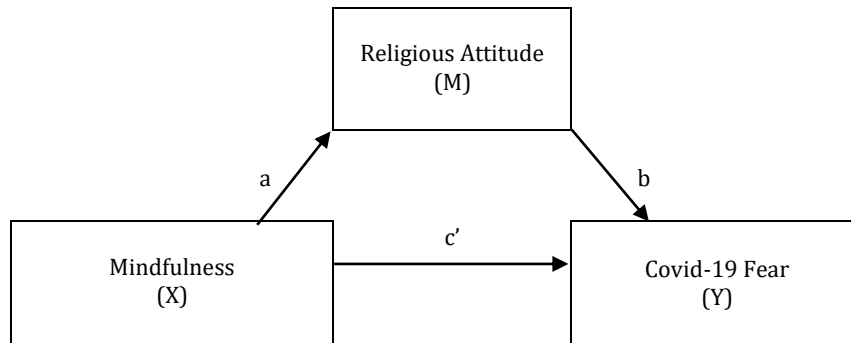 Religious Attitude
(M)
a
b
c’
Mindfulness
(X)
Covid-19 Fear
(Y)